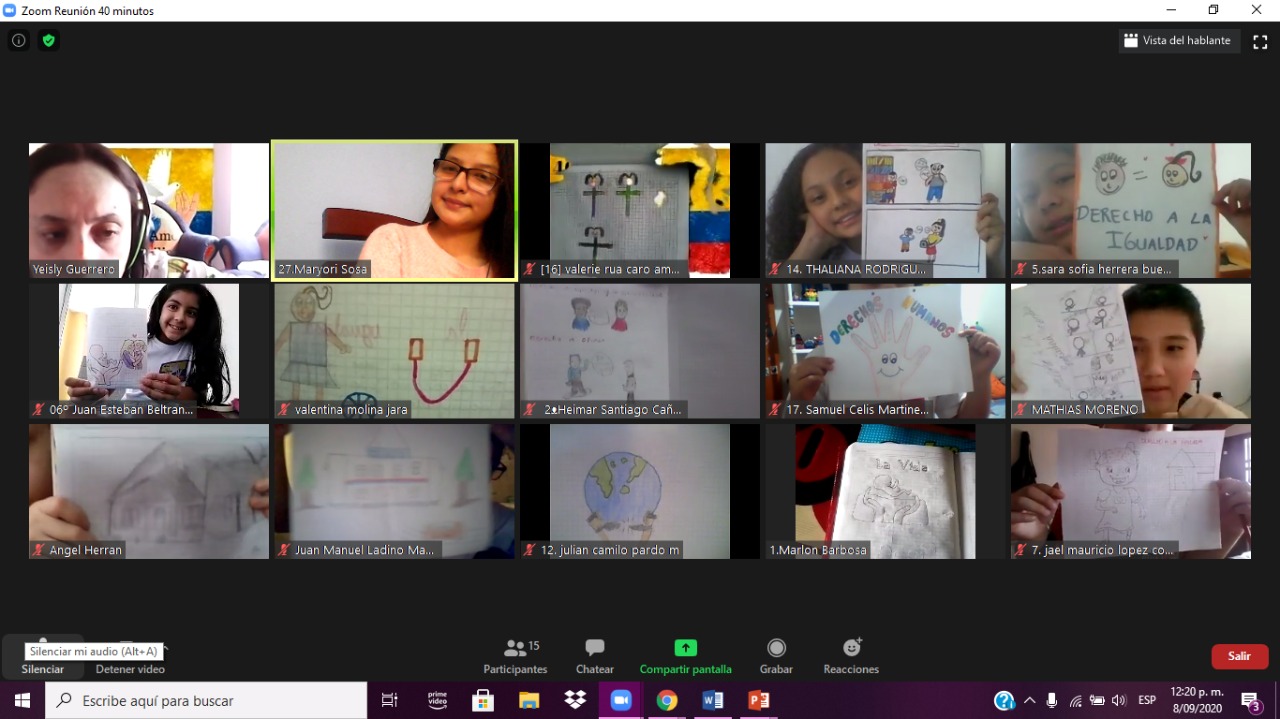 Zoom Reunión 40 minutos
Vista del hablante
Yeisly Guerrero
27.Maryori Sosa
[16] valerie rua caro am...
14. THALIANA RODRIGU...
DERECHO A LA
IGUALDAD
5.sara sofia herrera bue...
06º Juan Esteban Beltran...
valentina molina jara
Heimar Santiago Cañ...
DERECHOS HUMANOS
17. Samuel Celis Martine...
MATHIAS MORENO
Angel Herran
Juan Manuel Ladino Ma...
12. julian camilo pardo m
La Vida
1.Marlon Barbosa
7. jael mauricio lopez co...
Silenciar mi audio (Alt+A)
Silenciar
Detener video
15
Participantes
Chatear
Compartir pantalla
Grabar
Reacciones
Salir
Escribe aquí para buscar
prime
video
ESP
12:20 p. m.
8/09/2020
3